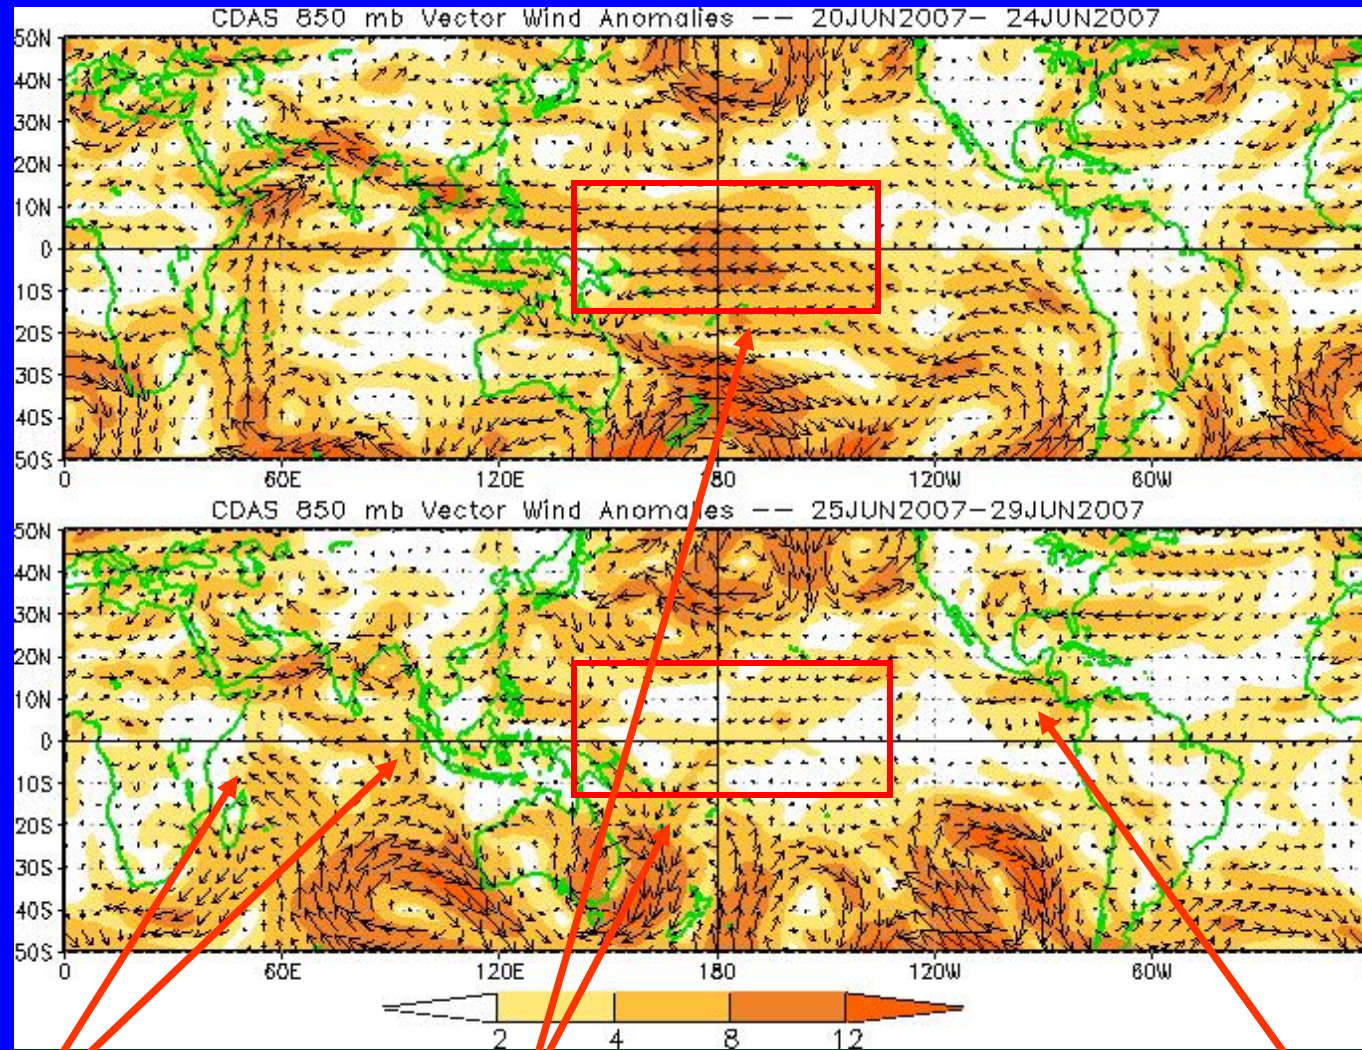 CDAS 850 mb Vector Wind Anomalies -- 20JUN2007- 24JUN2007
50N
40N
30N
20N
10N
0
10S
20S
30S
40S
50S
0 60E 120E 180 120W 60W
CDAS 850 mb Vector Wind Anomalies -- 25JUN2007-29JUN2007
50N
40N
30N
20N
10N
0
10S
20S
30S
40S
50S
0 60E 120E 180 120W 60W
2 4 8 12